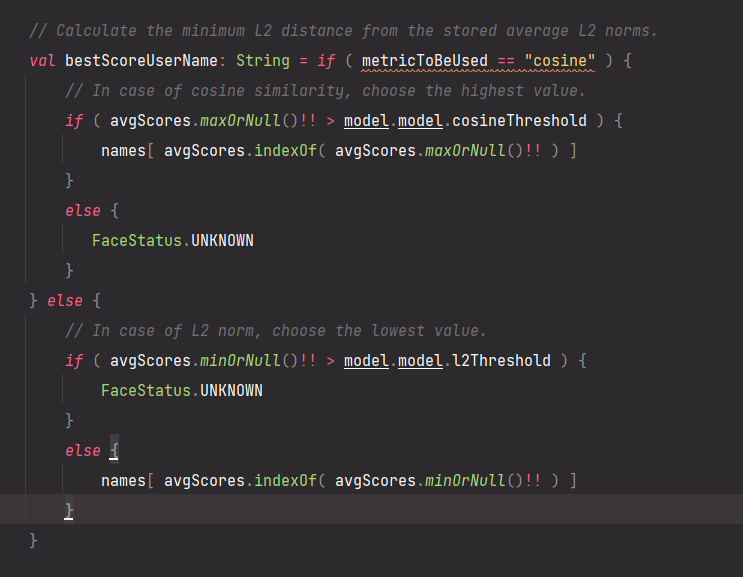 // Calculate the minimum L2 distance from the stored average L2 norms.
val bestScoreUserName: String = if ( metricToBeUsed == "cosine" ) {
// In case of cosine similarity, choose the highest value.
if ( avgScores.maxOrNull()!! > model.model.cosineThreshold ) {
names[ avgScores.indexOf( avgScores.maxOrNull()!! ) ]
}
else {
FaceStatus.UNKNOWN
}
} else {
// In case of L2 norm, choose the lowest value.
if ( avgScores.minOrNull()!! > model.model.l2Threshold ) {
FaceStatus.UNKNOWN
}
else {
names[ avgScores.indexOf( avgScores.minOrNull()!! ) ]
}
}